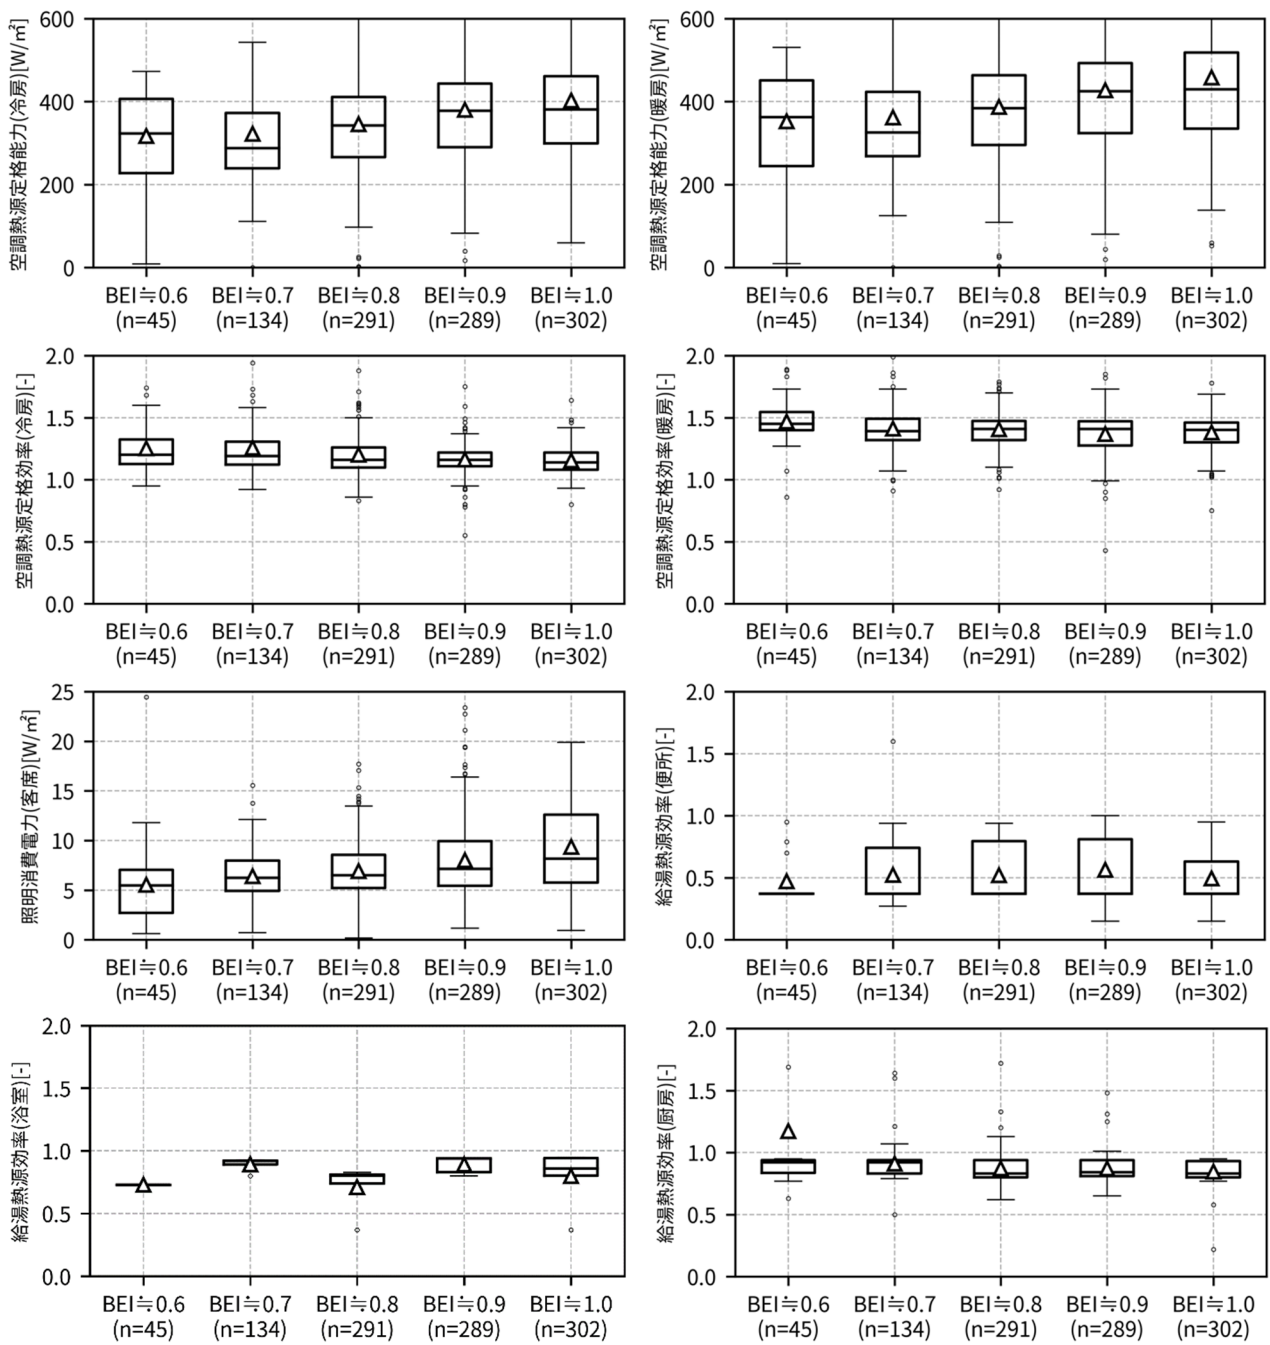 空調熱源定格能力(冷房)[W/㎡]
600
400
200
0
BEI≒0.6 BEI≒0.7 BEI≒0.8 BEI≒0.9 BEI≒1.0
(n=45) (n=134) (n=291) (n=289) (n=302)
空調熱源定格能力(暖房)[W/㎡]
600
400
200
0
BEI≒0.6 BEI≒0.7 BEI≒0.8 BEI≒0.9 BEI≒1.0
(n=45) (n=134) (n=291) (n=289) (n=302)
空調熱源定格効率(冷房)[-]
2.0
1.5
1.0
0.5
0.0
BEI≒0.6 BEI≒0.7 BEI≒0.8 BEI≒0.9 BEI≒1.0
(n=45) (n=134) (n=291) (n=289) (n=302)
空調熱源定格効率(暖房)[-]
2.0
1.5
1.0
0.5
0.0
BEI≒0.6 BEI≒0.7 BEI≒0.8 BEI≒0.9 BEI≒1.0
(n=45) (n=134) (n=291) (n=289) (n=302)
照明消費電力(客席)[W/㎡]
25
20
15
10
5
0
BEI≒0.6 BEI≒0.7 BEI≒0.8 BEI≒0.9 BEI≒1.0
(n=45) (n=134) (n=291) (n=289) (n=302)
給湯熱源効率(便所)[-]
2.0
1.5
1.0
0.5
0.0
BEI≒0.6 BEI≒0.7 BEI≒0.8 BEI≒0.9 BEI≒1.0
(n=45) (n=134) (n=291) (n=289) (n=302)
給湯熱源効率(浴室)[-]
2.0
1.5
1.0
0.5
0.0
BEI≒0.6 BEI≒0.7 BEI≒0.8 BEI≒0.9 BEI≒1.0
(n=45) (n=134) (n=291) (n=289) (n=302)
給湯熱源効率(厨房)[-]
2.0
1.5
1.0
0.5
0.0
BEI≒0.6 BEI≒0.7 BEI≒0.8 BEI≒0.9 BEI≒1.0
(n=45) (n=134) (n=291) (n=289) (n=302)